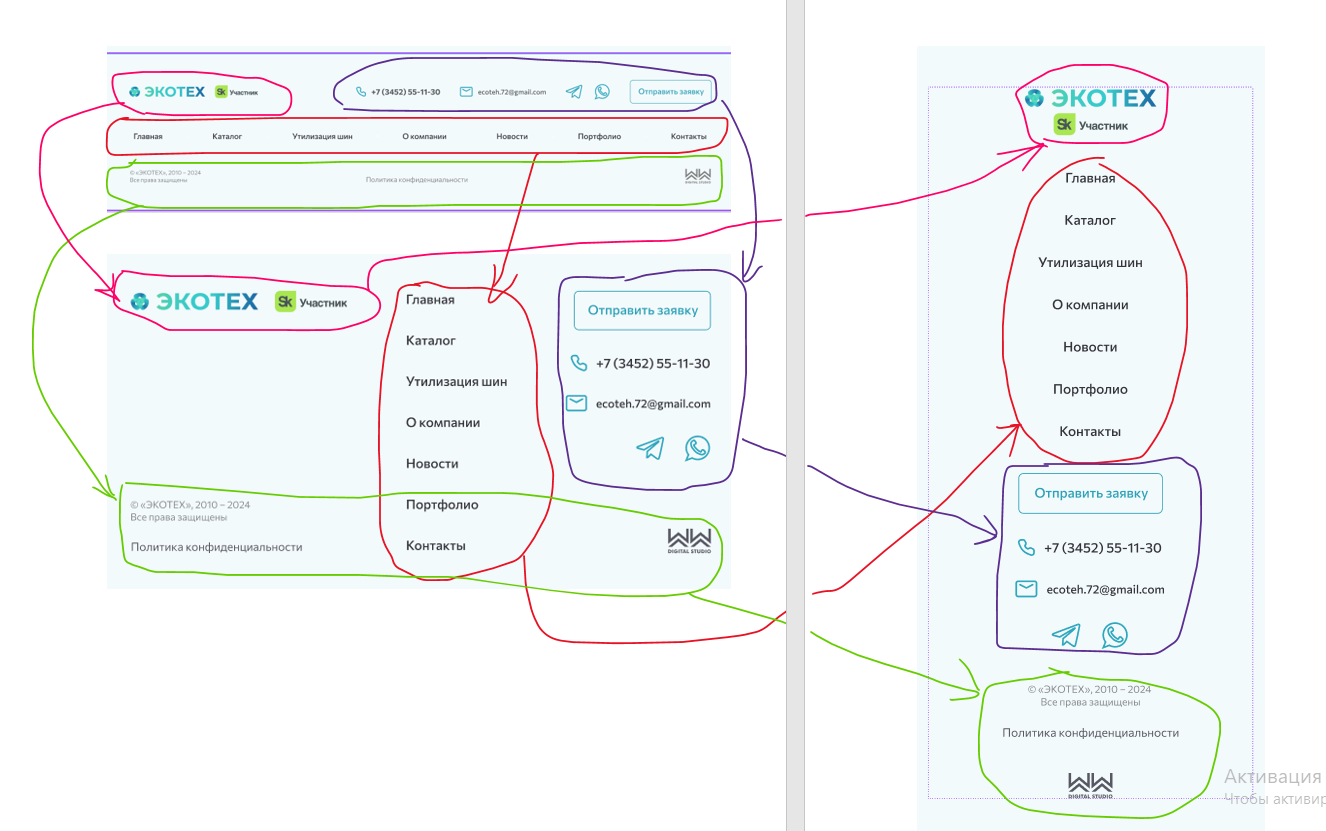 ЭКОТЕХ Sk Участник +7 (3452) 55-11-30 ecoteh.72@gmail.com Отправить заявку
Главная Каталог Утилизация шин О компании Новости Портфолио Контакты
© «ЭКОТЕХ», 2010 – 2024
Все права защищены
Политика конфиденциальности
WW
DIGITAL STUDIO
ЭКОТЕХ Sk Участник
Главная
Каталог
Утилизация шин
О компании
Новости
Портфолио
Контакты
Отправить заявку
+7 (3452) 55-11-30
ecoteh.72@gmail.com
© «ЭКОТЕХ», 2010 – 2024
Все права защищены
Политика конфиденциальности
WW
DIGITAL STUDIO
ЭКОТЕХ
Sk Участник
Главная
Каталог
Утилизация шин
О компании
Новости
Портфолио
Контакты
Отправить заявку
+7 (3452) 55-11-30
ecoteh.72@gmail.com
© «ЭКОТЕХ», 2010 – 2024
Все права защищены
Политика конфиденциальности
WW
DIGITAL STUDIO
Активация
Чтобы активир